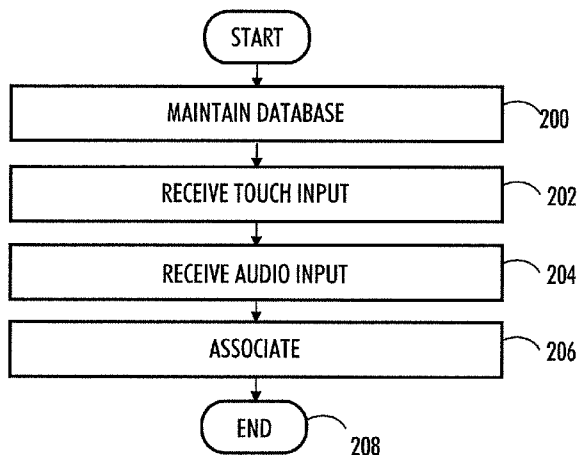 START
MAINTAIN DATABASE
200
RECEIVE TOUCH INPUT
202
RECEIVE AUDIO INPUT
204
ASSOCIATE
206
END
208